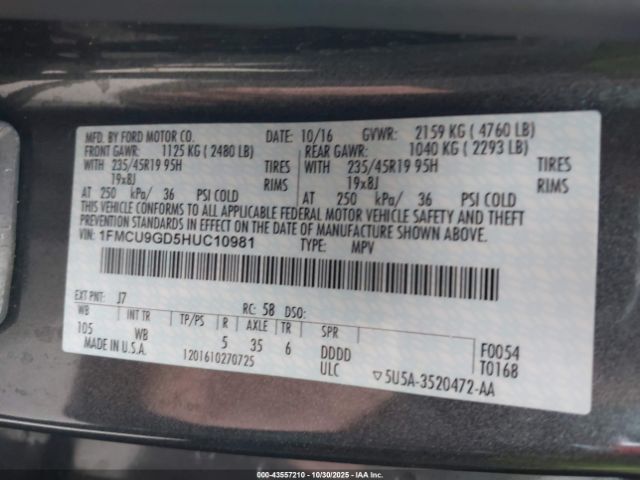 MFD. BY FORD MOTOR CO. DATE: 10/16 GVWR: 2159 KG ( 4760 LB)
FRONT GAWR: 1125 KG ( 2480 LB) REAR GAWR: 1040 KG ( 2293 LB)
WITH 235/45R19 95H TIRES WITH 235/45R19 95H TIRES
19x8J RIMS 19x8J RIMS
AT 250 kPa/ 36 PSI COLD AT 250 kPa/ 36 PSI COLD
THIS VEHICLE CONFORMS TO ALL APPLICABLE FEDERAL MOTOR VEHICLE SAFETY AND THEFT
PREVENTION STANDARDS IN EFFECT ON THE DATE OF MANUFACTURE SHOWN ABOVE.
VIN: 1FMCU9GD5HUC10981 TYPE: MPV
EXT PNT: J7 RC: 58 DSO:
WB INT TR TP/PS R AXLE TR SPR
105 WB 5 35 6 DDDD F0054
MADE IN U.S.A. 1201610270725 ULC T0168
▽5U5A-3520472-AA
000-43557210 - 10/30/2025 - IAAI.COM